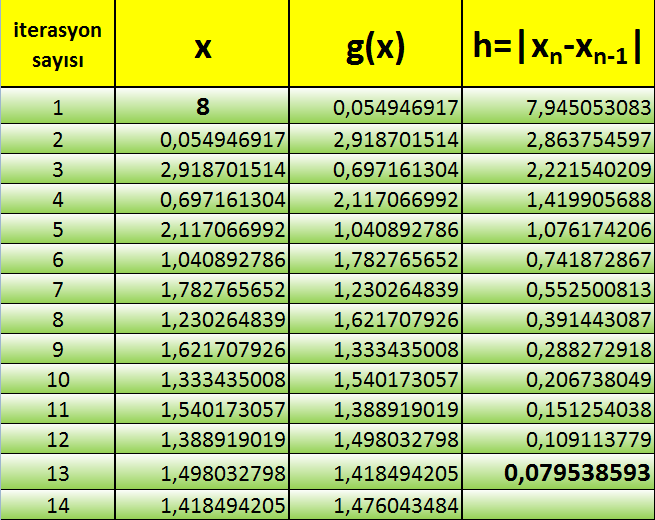 iterasyon sayısı x g(x) h=|xn-xn-1|
1 8 0,054946917 7,945053083
2 0,054946917 2,918701514 2,863754597
3 2,918701514 0,697161304 2,221540209
4 0,697161304 2,117066992 1,419905688
5 2,117066992 1,040892786 1,076174206
6 1,040892786 1,782765652 0,741872867
7 1,782765652 1,230264839 0,552500813
8 1,230264839 1,621707926 0,391443087
9 1,621707926 1,333435008 0,288272918
10 1,333435008 1,540173057 0,206738049
11 1,540173057 1,388919019 0,151254038
12 1,388919019 1,498032798 0,109113779
13 1,498032798 1,418494205 0,079538593
14 1,418494205 1,476043484